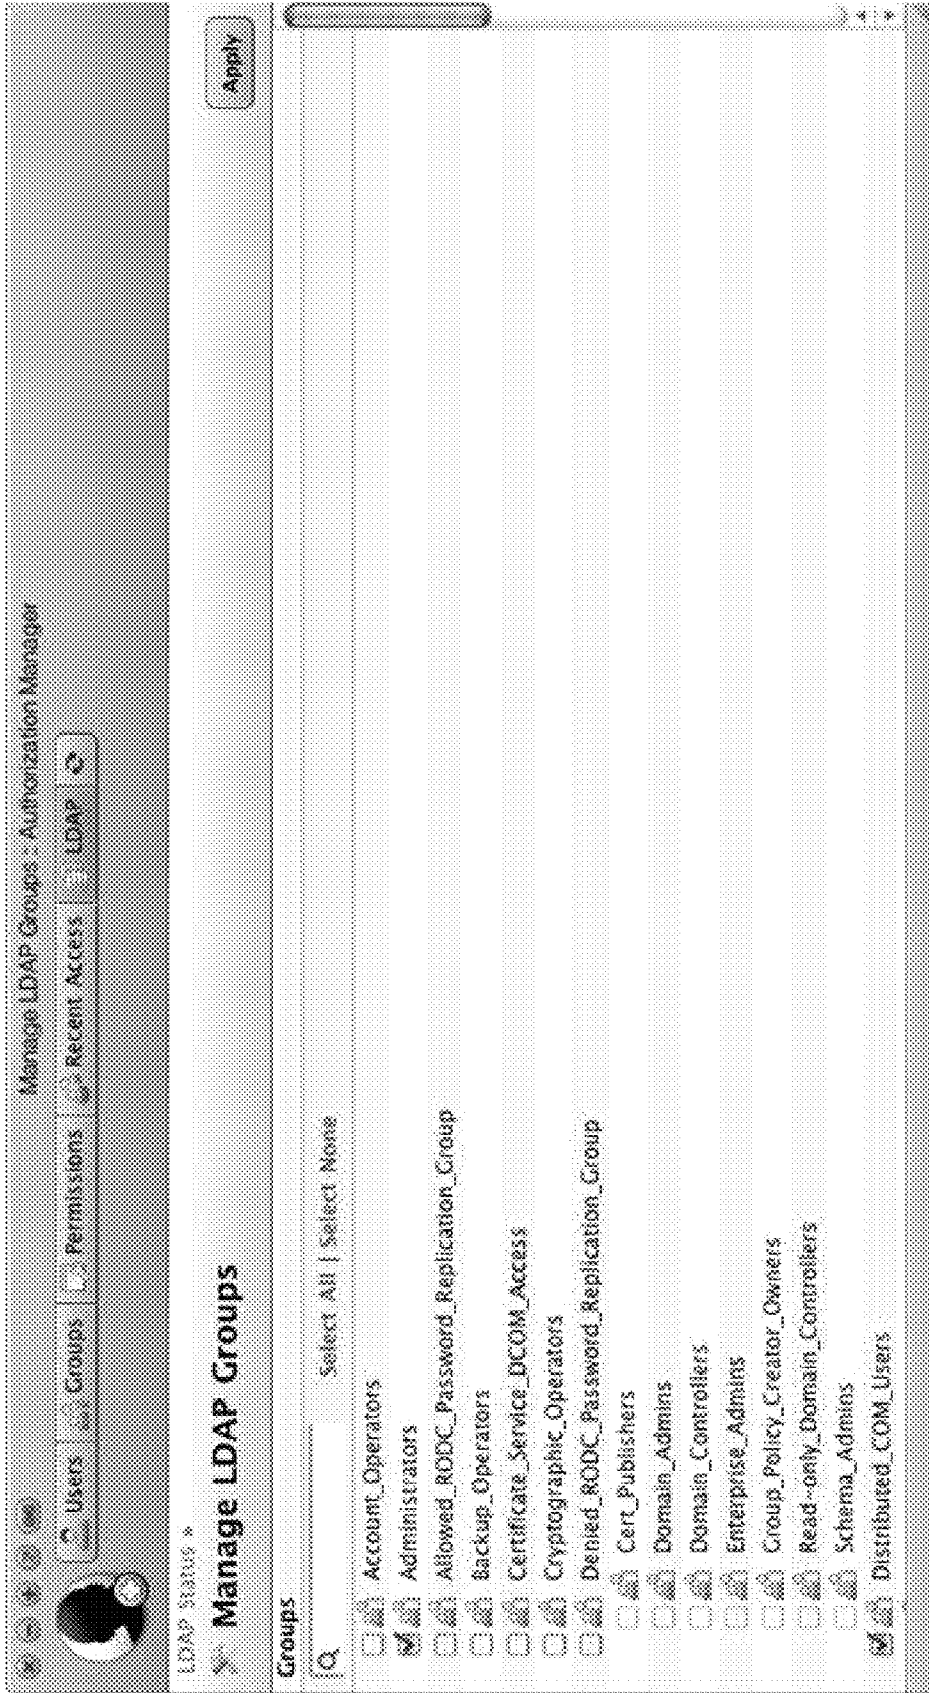 Manage LDAP Groups :: Authorization Manager
Users Groups Permissions Recent Access LDAP
LDAP Status »
Manage LDAP Groups
Apply
Groups
Select All | Select None
Account_Operators
Administrators
Allowed_RODC_Password_Replication_Group
Backup_Operators
Certificate_Service_DCOM_Access
Cryptographic_Operators
Denied_RODC_Password_Replication_Group
Cert_Publishers
Domain_Admins
Domain_Controllers
Enterprise_Admins
Group_Policy_Creator_Owners
Read-only_Domain_Controllers
Schema_Admins
Distributed_COM_Users